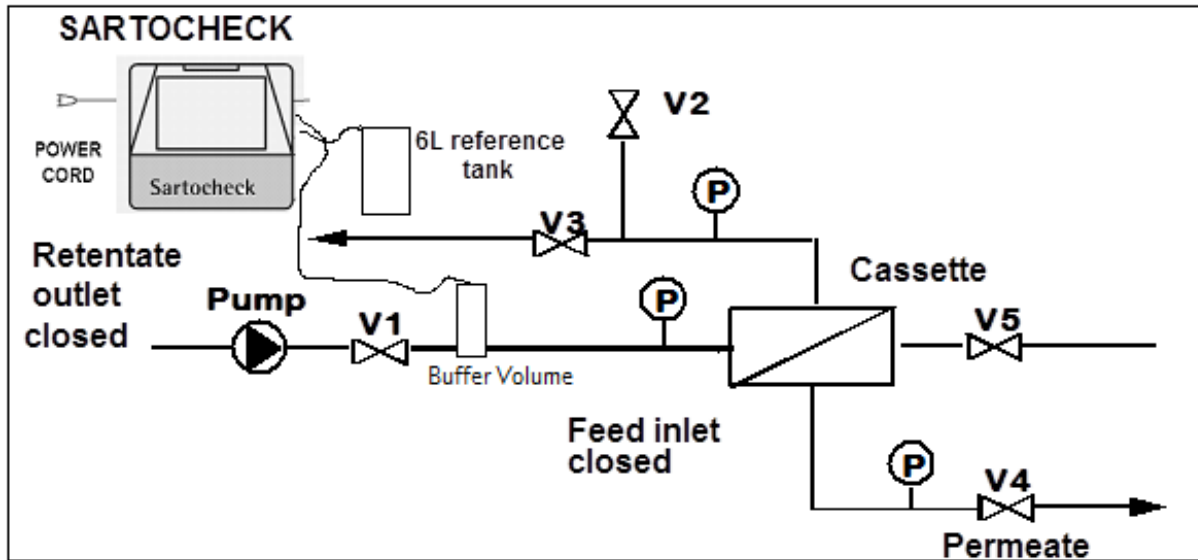 SARTOCHECK
POWER
CORD
Sartocheck
6L reference
tank
V2
P
V3
Retentate
outlet
closed
Pump
V1
P
Cassette
V5
Buffer Volume
Feed inlet
closed
P
V4
Permeate